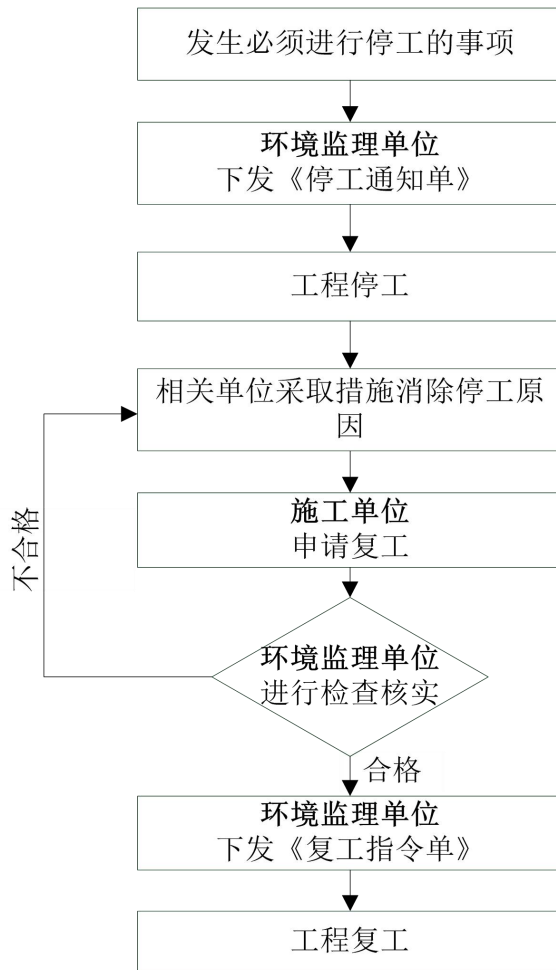 发生必须进行停工的事项
环境监理单位
下发《停工通知单》
工程停工
相关单位采取措施消除停工原
因
施工单位
申请复工
不合格
环境监理单位
进行检查核实
合格
环境监理单位
下发《复工指令单》
工程复工